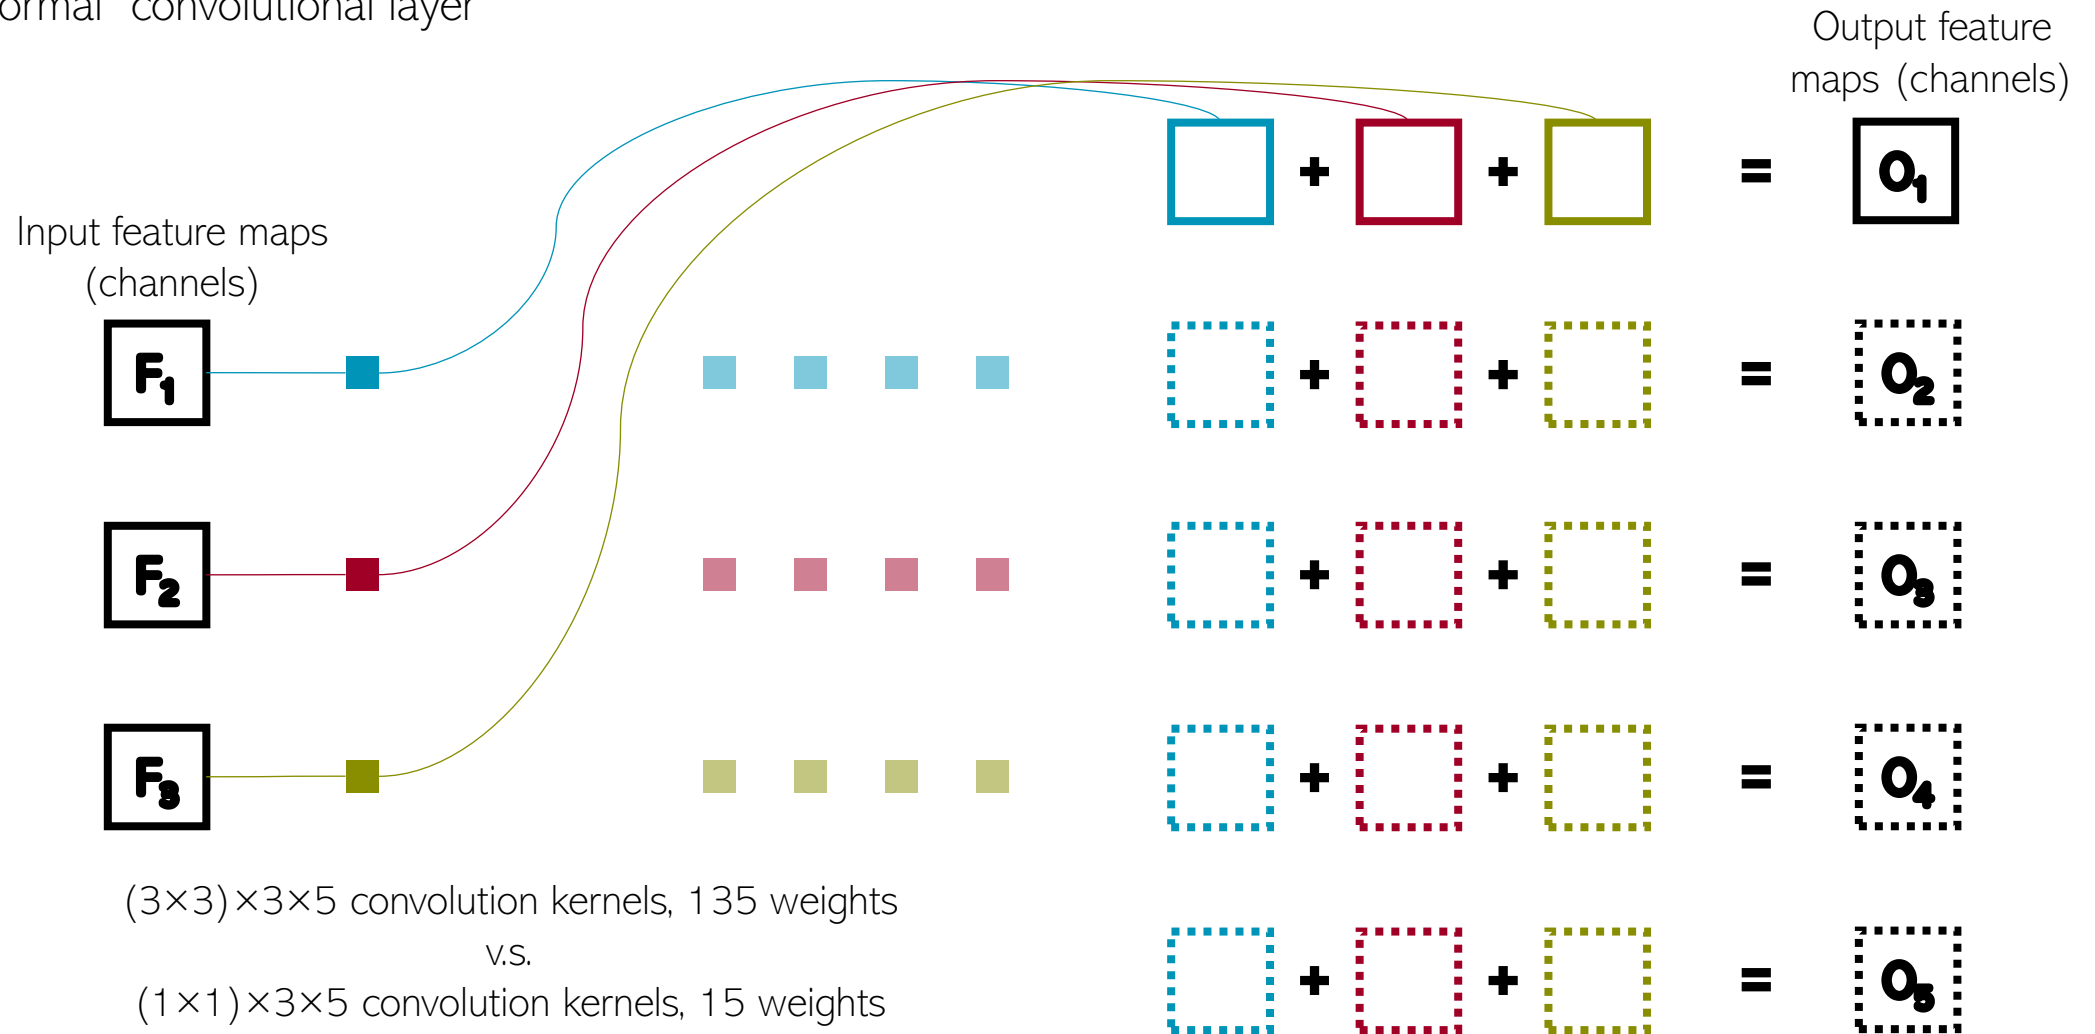 ormal" convolutional layer
Output feature
maps (channels)
+ + = O1
Input feature maps
(channels)
F1
+ + = O2
F2
+ + = O3
F3
+ + = O4
(3×3)×3×5 convolution kernels, 135 weights
v.s.
(1×1)×3×5 convolution kernels, 15 weights
+ + = O5